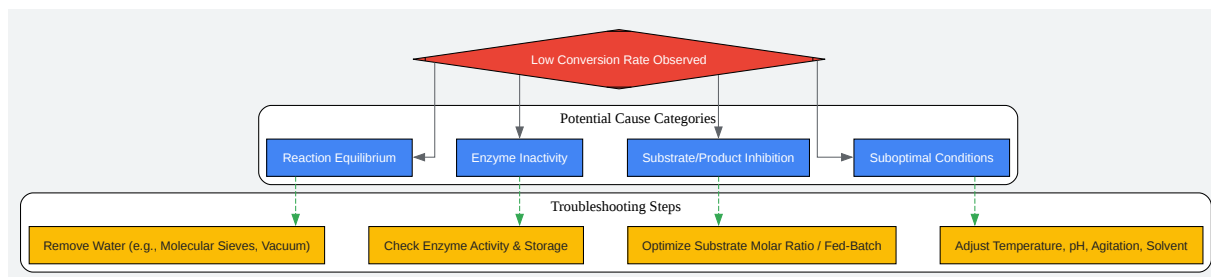 Low Conversion Rate Observed
Potential Cause Categories
Reaction Equilibrium
Enzyme Inactivity
Substrate/Product Inhibition
Suboptimal Conditions
Troubleshooting Steps
Remove Water (e.g., Molecular Sieves, Vacuum)
Check Enzyme Activity & Storage
Optimize Substrate Molar Ratio / Fed-Batch
Adjust Temperature, pH, Agitation, Solvent